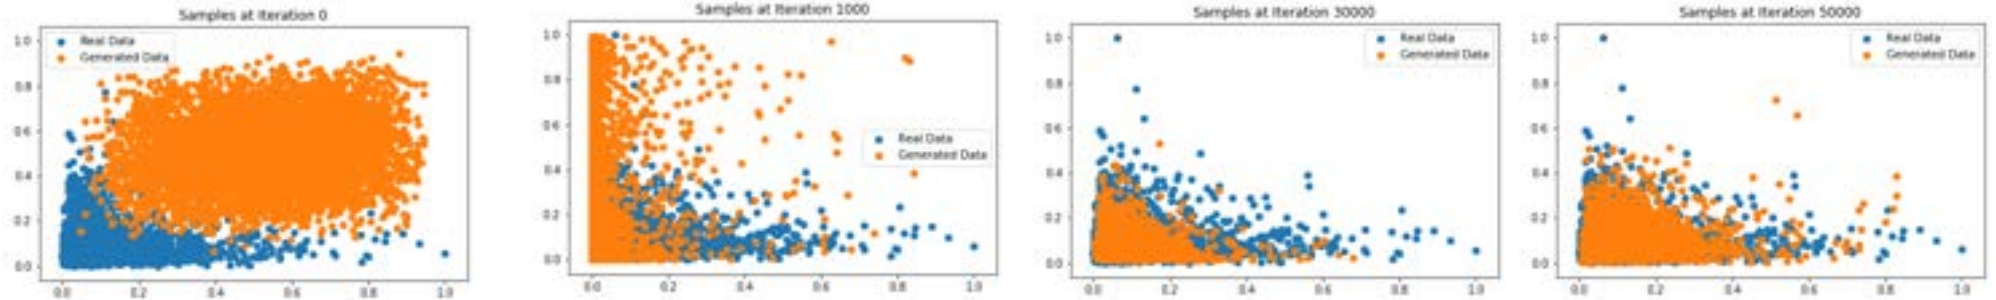 Samples at Iteration 0
Real Data
Generated Data
1.0
0.8
0.6
0.4
0.2
0.0
0.0 0.2 0.4 0.6 0.8 1.0
Samples at Iteration 1000
Real Data
Generated Data
1.0
0.8
0.6
0.4
0.2
0.0
0.0 0.2 0.4 0.6 0.8 1.0
Samples at Iteration 30000
Real Data
Generated Data
1.0
0.8
0.6
0.4
0.2
0.0
0.0 0.2 0.4 0.6 0.8 1.0
Samples at Iteration 50000
Real Data
Generated Data
1.0
0.8
0.6
0.4
0.2
0.0
0.0 0.2 0.4 0.6 0.8 1.0